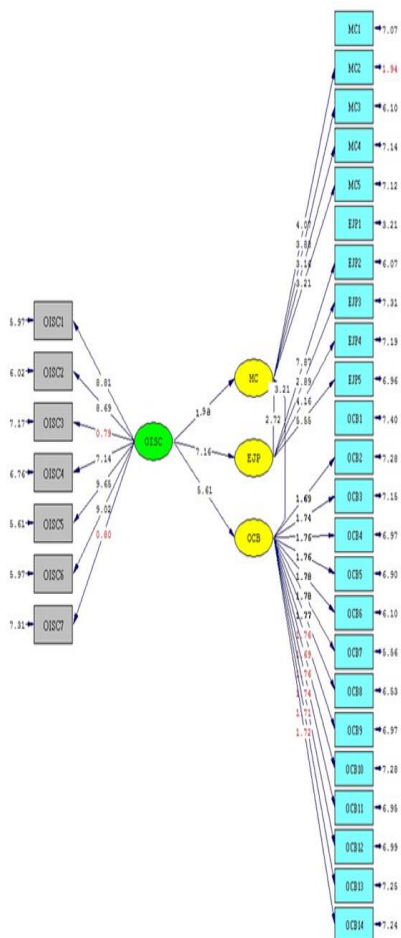 MC1 7.07
MC2 1.94
MC3 6.10
MC4 7.14
MC5 7.12
4.07
EJP1 3.21
3.88
3.16
EJP2 6.07
3.21
EJP3 7.31
5.97 OISC1
EJP4 7.19
6.02 OISC2
7.87
MC
3.21
EJP5 6.96
8.81
2.89
1.98
4.16
OCB1 7.40
7.17 OISC3
8.69
2.72
5.55
0.79
OISC
7.16
EJP
OCB2 7.28
6.76 OISC4
7.14
9.65
5.61
1.69
OCB3 7.15
5.61 OISC5
9.02
1.74
0.80
OCB
1.76
OCB4 6.97
5.97 OISC6
1.76
OCB5 6.90
1.78
1.78
OCB6 6.10
7.31 OISC7
1.77
1.76
OCB7 5.56
1.69
1.76
OCB8 6.53
1.74
1.71
OCB9 6.97
1.72
OCB10 7.28
OCB11 6.95
OCB12 6.99
OCB13 7.25
OCB14 7.24